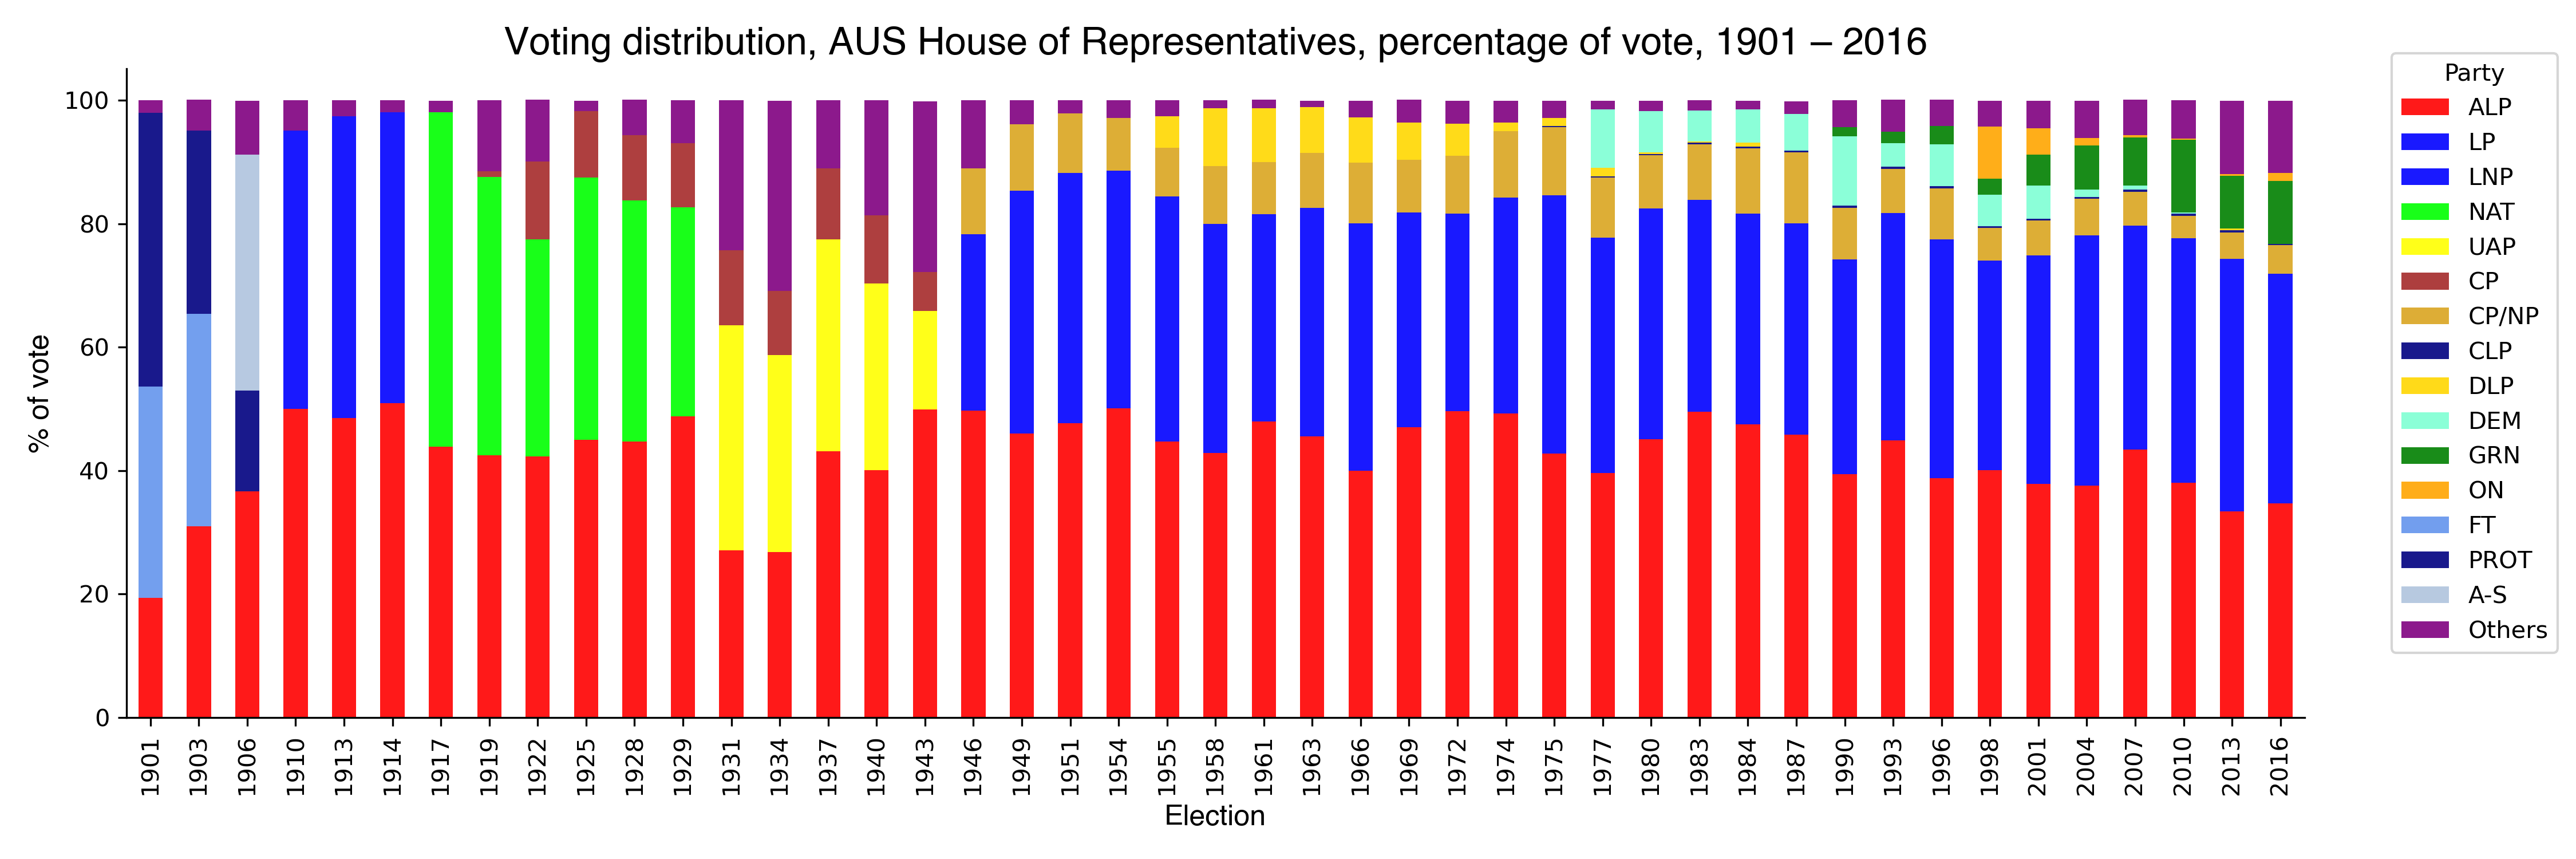 Voting distribution, AUS House of Representatives, percentage of vote, 1901 – 2016
Party
ALP
LP
LNP
NAT
UAP
CP
CP/NP
CLP
DLP
DEM
GRN
ON
FT
PROT
A-S
Others
% of vote
100
80
60
40
20
0
1901 1903 1906 1910 1913 1914 1917 1919 1922 1925 1928 1929 1931 1934 1937 1940 1943 1946 1949 1951 1954 1955 1958 1961 1963 1966 1969 1972 1974 1975 1977 1980 1983 1984 1987 1990 1993 1996 1998 2001 2004 2007 2010 2013 2016
Election